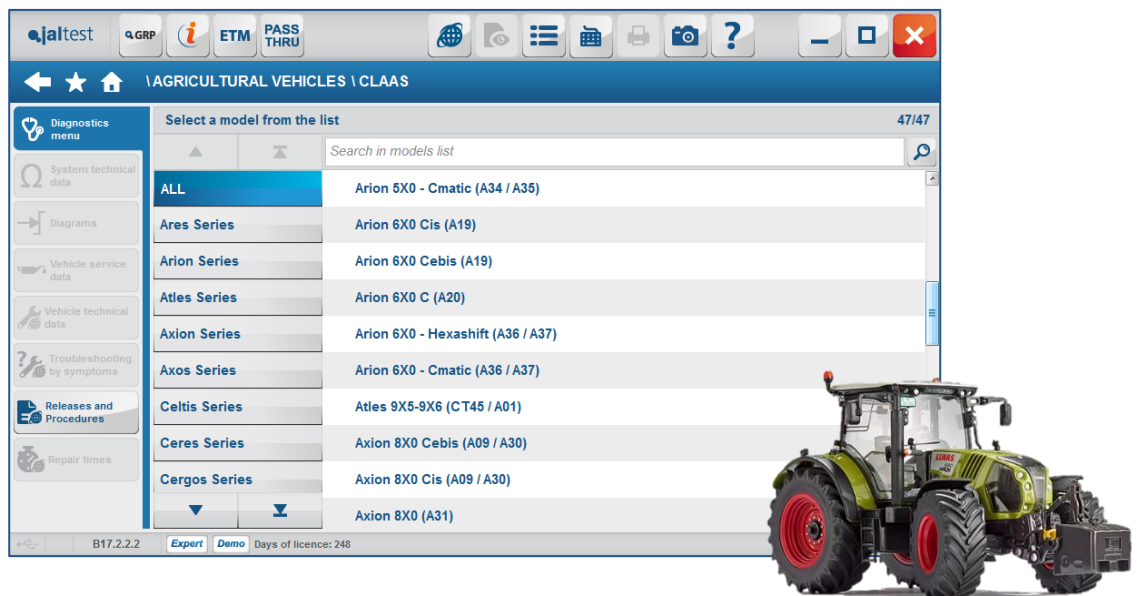 jaltest
GRP
i
ETM
PASS
THRU
?
\ AGRICULTURAL VEHICLES \ CLAAS
Diagnostics
menu
System technical
data
Diagrams
Vehicle service
data
Vehicle technical
data
Troubleshooting
by symptoms
Releases and
Procedures
Repair times
Select a model from the list
47/47
Search in models list
ALL
Ares Series
Arion Series
Atles Series
Axion Series
Axos Series
Celtis Series
Ceres Series
Cergos Series
Arion 5X0 - Cmatic (A34 / A35)
Arion 6X0 Cis (A19)
Arion 6X0 Cebis (A19)
Arion 6X0 C (A20)
Arion 6X0 - Hexashift (A36 / A37)
Arion 6X0 - Cmatic (A36 / A37)
Atles 9X5-9X6 (CT45 / A01)
Axion 8X0 Cebis (A09 / A30)
Axion 8X0 Cis (A09 / A30)
Axion 8X0 (A31)
B17.2.2.2
Expert
Demo
Days of licence: 248
CLAAS